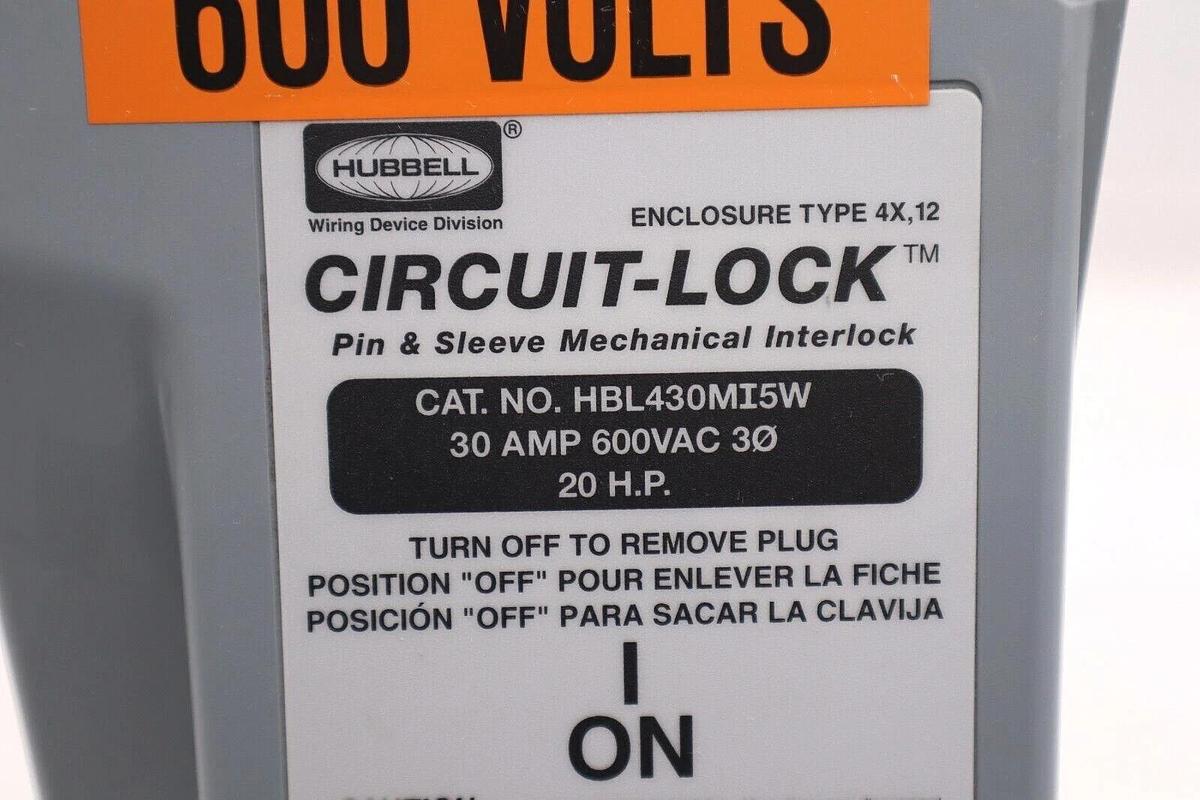 600 VOLTS
HUBBELL®
Wiring Device Division
ENCLOSURE TYPE 4X,12
CIRCUIT-LOCK™
Pin & Sleeve Mechanical Interlock
CAT. NO. HBL430MI5W
30 AMP 600VAC 3Ø
20 H.P.
TURN OFF TO REMOVE PLUG
POSITION "OFF" POUR ENLEVER LA FICHE
POSICIÓN "OFF" PARA SACAR LA CLAVIJA
I
ON